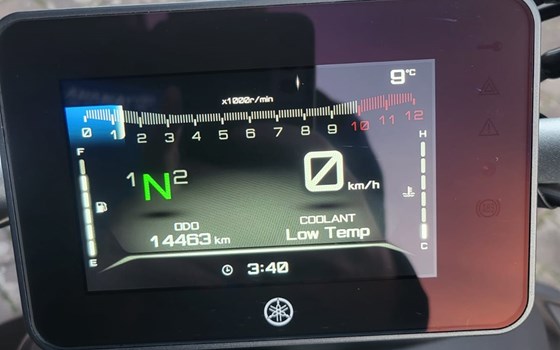 9°C
x1000r/min
0 1 2 3 4 5 6 7 8 9 10 11 12
F H
1 N 2
0 km/h
ODO COOLANT
14463 km Low Temp
E C
3:40